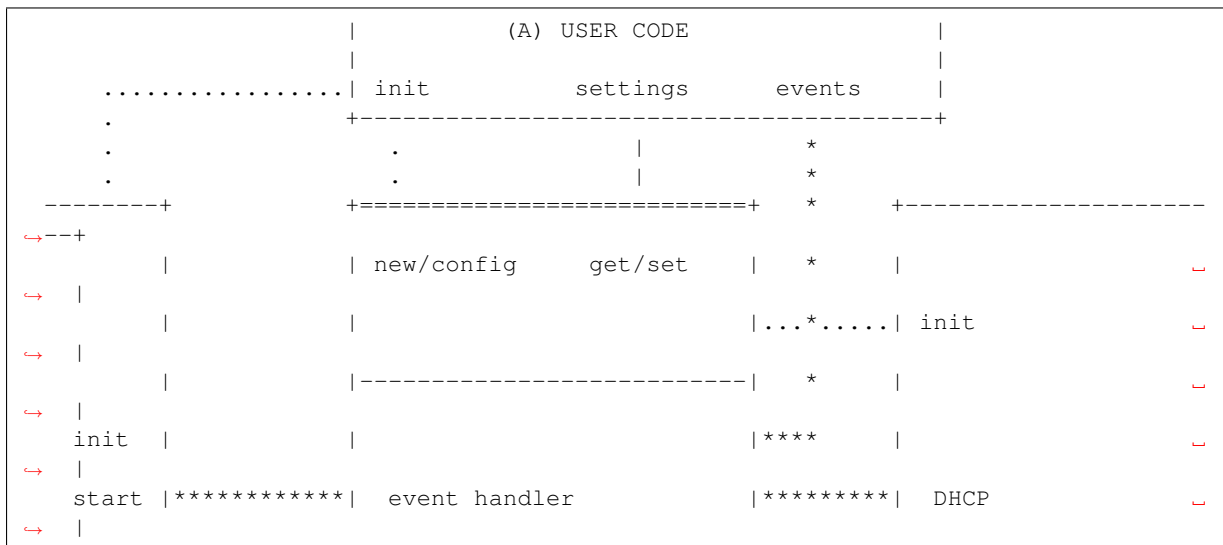 |          (A) USER CODE                 |
                       |                                        |
      .................| init            settings      events     |
      .                +----------------------------------------+
      .                   .                |           *
      .                   .                |           *
  --------+            +===========================+   *     +---------------------
↪--+
          |            | new/config     get/set    |   *     |                    ␣
↪  |
          |            |                           |...*.....| init               ␣
↪  |
          |            |---------------------------|   *     |                    ␣
↪  |
    init  |            |                           |****     |                    ␣
↪  |
    start |************|  event handler            |*********|  DHCP              ␣
↪  |